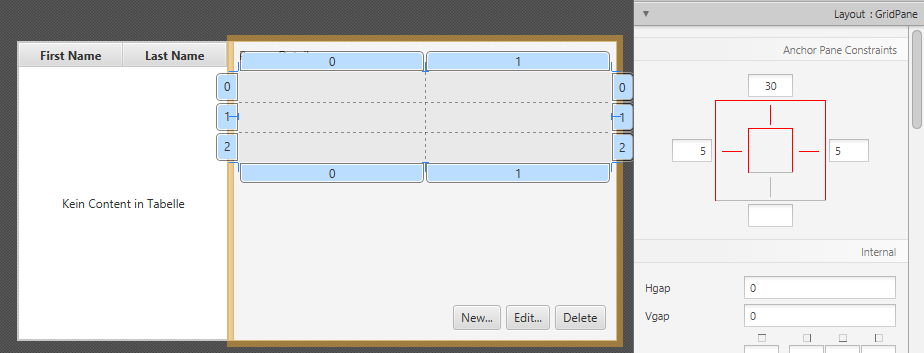 Layout : GridPane
Anchor Pane Constraints
30
5
5
Internal
Hgap
0
Vgap
0
First Name
Last Name
Kein Content in Tabelle
0
1
0
0
1
1
2
2
0
1
New...
Edit...
Delete